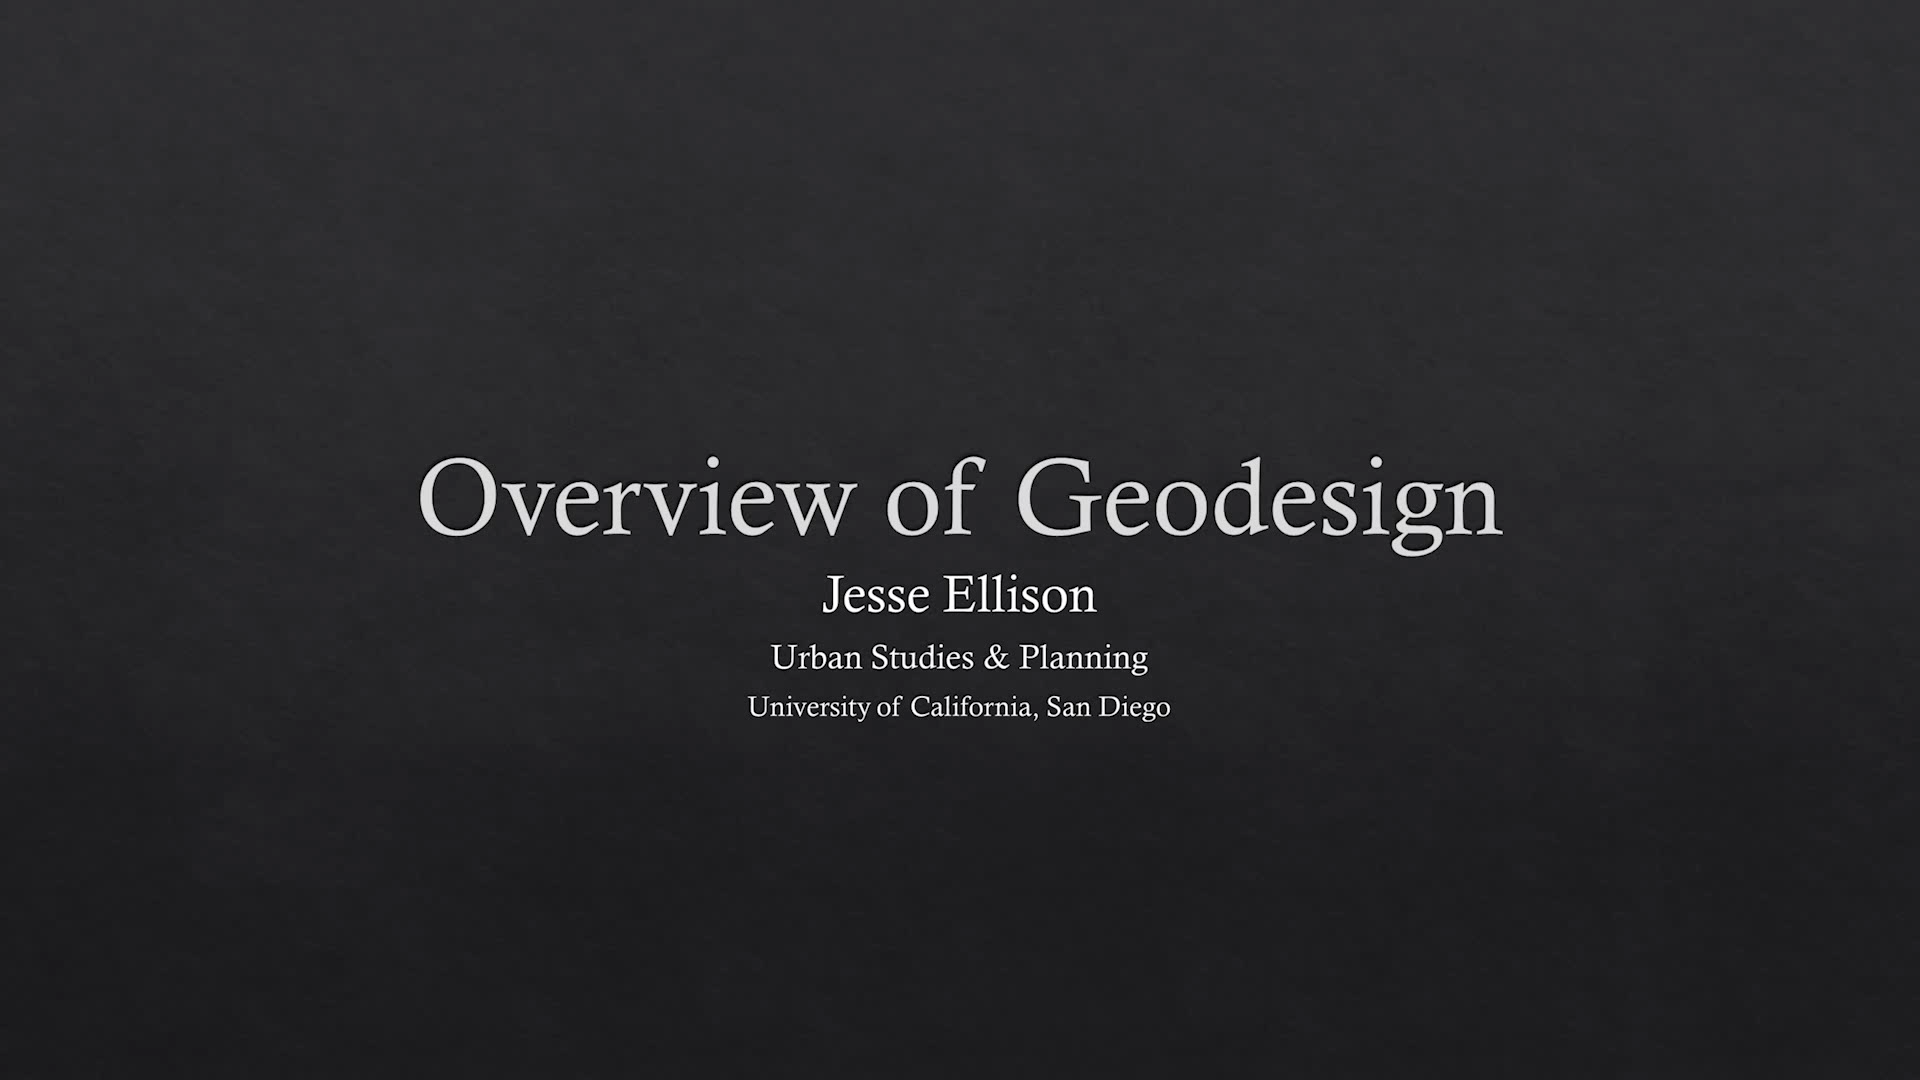 Overview of Geodesign
Jesse Ellison
Urban Studies & Planning
University of California, San Diego